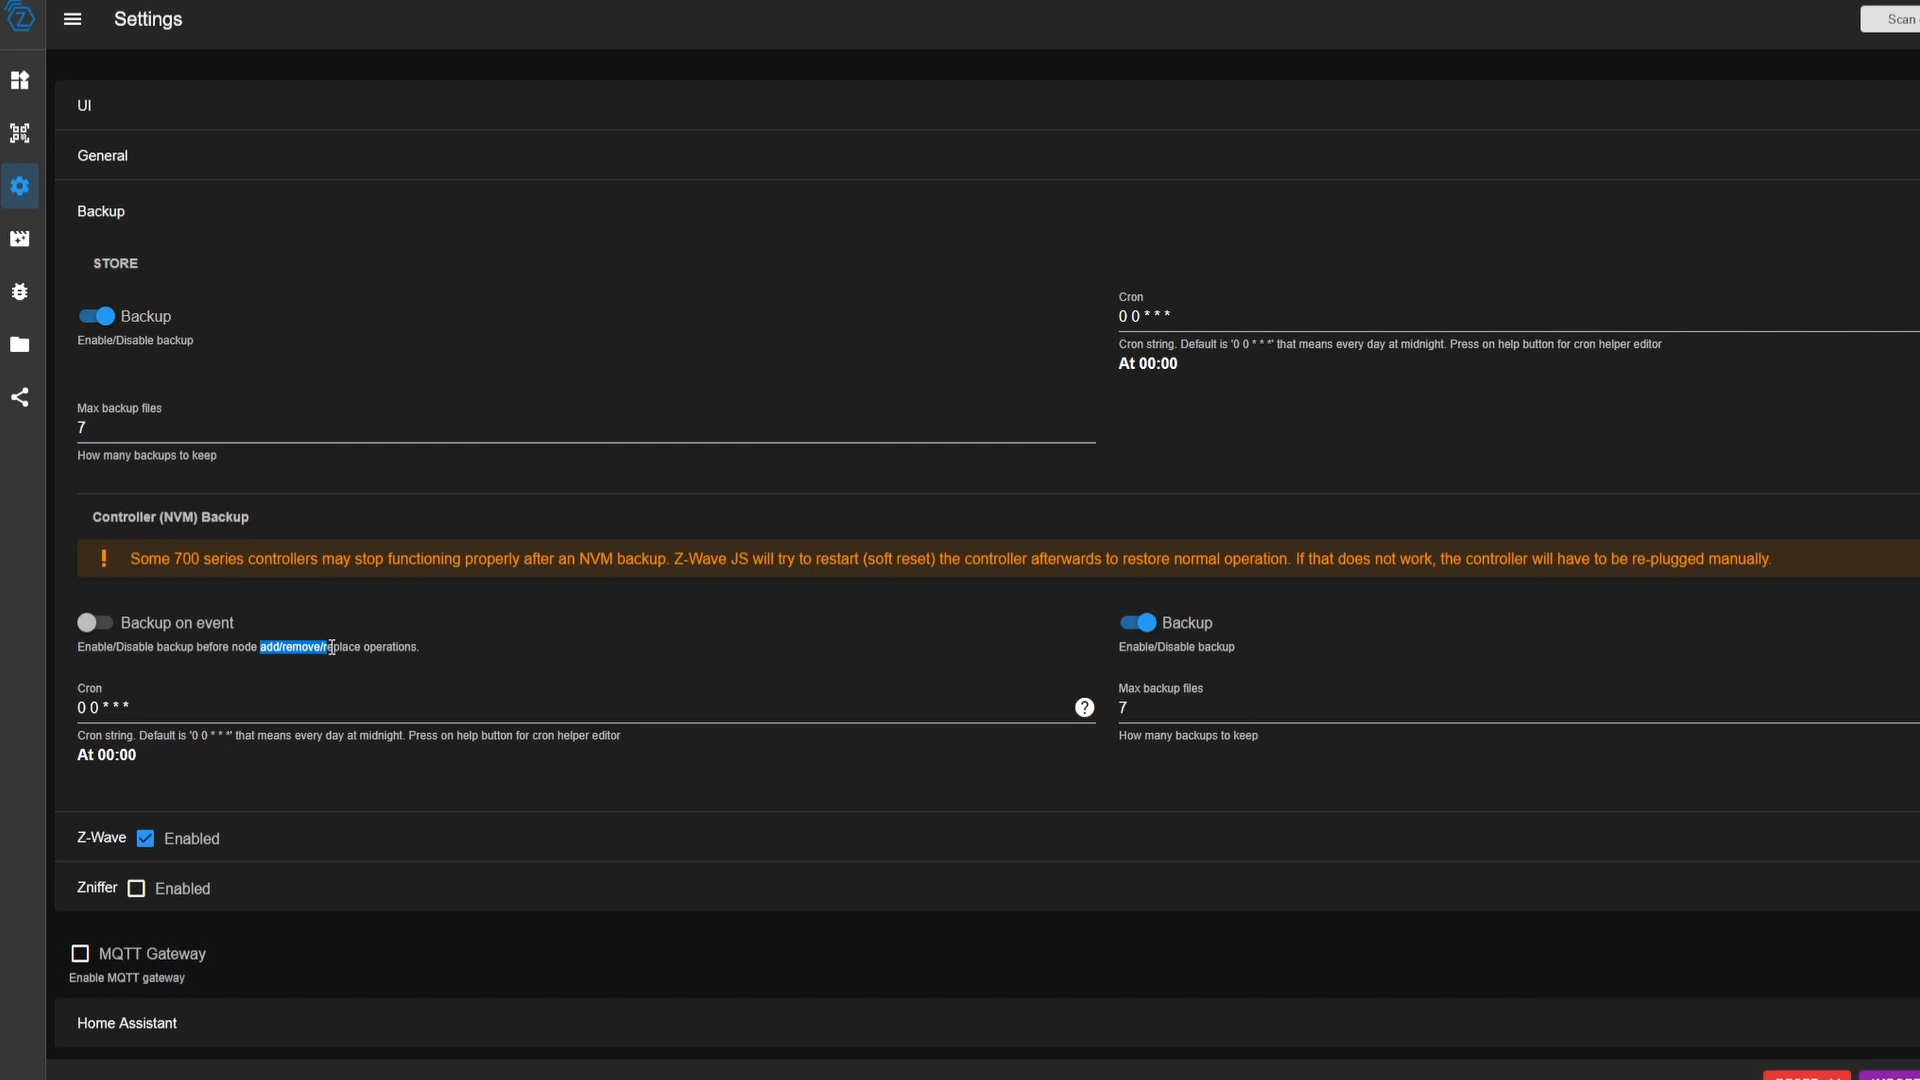 Settings
Scan
UI
General
Backup
STORE
Backup
Enable/Disable backup
Cron
0 0 * * *
Cron string. Default is '0 0 * * *' that means every day at midnight. Press on help button for cron helper editor
At 00:00
Max backup files
7
How many backups to keep
Controller (NVM) Backup
Some 700 series controllers may stop functioning properly after an NVM backup. Z-Wave JS will try to restart (soft reset) the controller afterwards to restore normal operation. If that does not work, the controller will have to be re-plugged manually.
Backup on event
Enable/Disable backup before node add/remove/replace operations.
Backup
Enable/Disable backup
Cron
0 0 * * *
Cron string. Default is '0 0 * * *' that means every day at midnight. Press on help button for cron helper editor
At 00:00
Max backup files
7
How many backups to keep
Z-Wave Enabled
Zniffer Enabled
MQTT Gateway
Enable MQTT gateway
Home Assistant